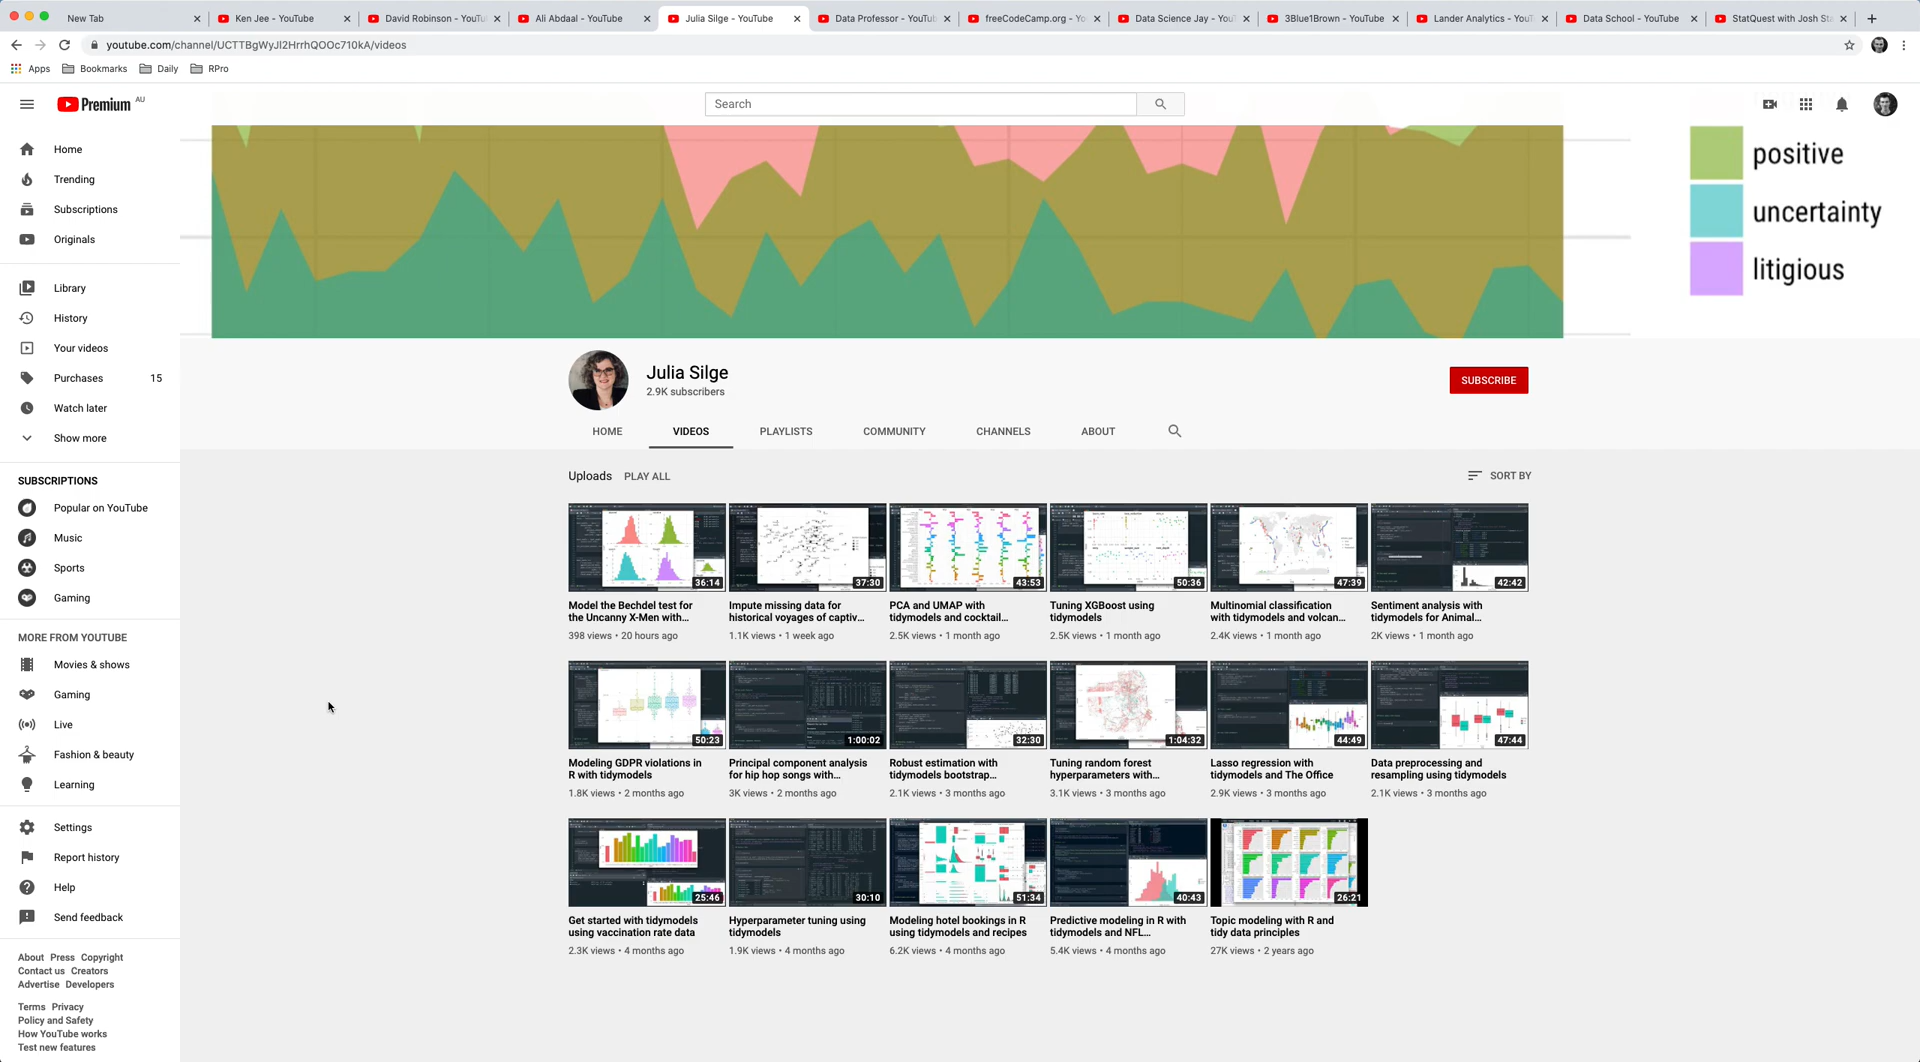 New Tab
Ken Jee - YouTube
David Robinson - YouTu
Ali Abdaal - YouTube
Julia Silge - YouTube
Data Professor - YouTub
freeCodeCamp.org - Yo
Data Science Jay - YouT
3Blue1Brown - YouTube
Lander Analytics - YouT
Data School - YouTube
StatQuest with Josh Sta
youtube.com/channel/UCTTBgWyJl2HrrhQOOc710kA/videos
Apps Bookmarks Daily RPro
Premium AU
Search
Home
Trending
Subscriptions
Originals
Library
History
Your videos
Purchases 15
Watch later
Show more
SUBSCRIPTIONS
Popular on YouTube
Music
Sports
Gaming
MORE FROM YOUTUBE
Movies & shows
Gaming
Live
Fashion & beauty
Learning
Settings
Report history
Help
Send feedback
About Press Copyright
Contact us Creators
Advertise Developers
Terms Privacy
Policy and Safety
How YouTube works
Test new features
positive
uncertainty
litigious
Julia Silge
2.9K subscribers
SUBSCRIBE
HOME VIDEOS PLAYLISTS COMMUNITY CHANNELS ABOUT
Uploads PLAY ALL
SORT BY
36:14
Model the Bechdel test for
the Uncanny X-Men with...
398 views • 20 hours ago
37:30
Impute missing data for
historical voyages of captiv...
1.1K views • 1 week ago
43:53
PCA and UMAP with
tidymodels and cocktail...
2.5K views • 1 month ago
50:36
Tuning XGBoost using
tidymodels
2.5K views • 1 month ago
47:39
Multinomial classification
with tidymodels and volcan...
2.4K views • 1 month ago
42:42
Sentiment analysis with
tidymodels for Animal...
2K views • 1 month ago
50:23
Modeling GDPR violations in
R with tidymodels
1.8K views • 2 months ago
1:00:02
Principal component analysis
for hip hop songs with...
3K views • 2 months ago
32:30
Robust estimation with
tidymodels bootstrap...
2.1K views • 3 months ago
1:04:32
Tuning random forest
hyperparameters with...
3.1K views • 3 months ago
44:49
Lasso regression with
tidymodels and The Office
2.9K views • 3 months ago
47:44
Data preprocessing and
resampling using tidymodels
2.1K views • 3 months ago
25:46
Get started with tidymodels
using vaccination rate data
2.3K views • 4 months ago
30:10
Hyperparameter tuning using
tidymodels
1.9K views • 4 months ago
51:34
Modeling hotel bookings in R
using tidymodels and recipes
6.2K views • 4 months ago
40:43
Predictive modeling in R with
tidymodels and NFL...
5.4K views • 4 months ago
26:21
Topic modeling with R and
tidy data principles
27K views • 2 years ago